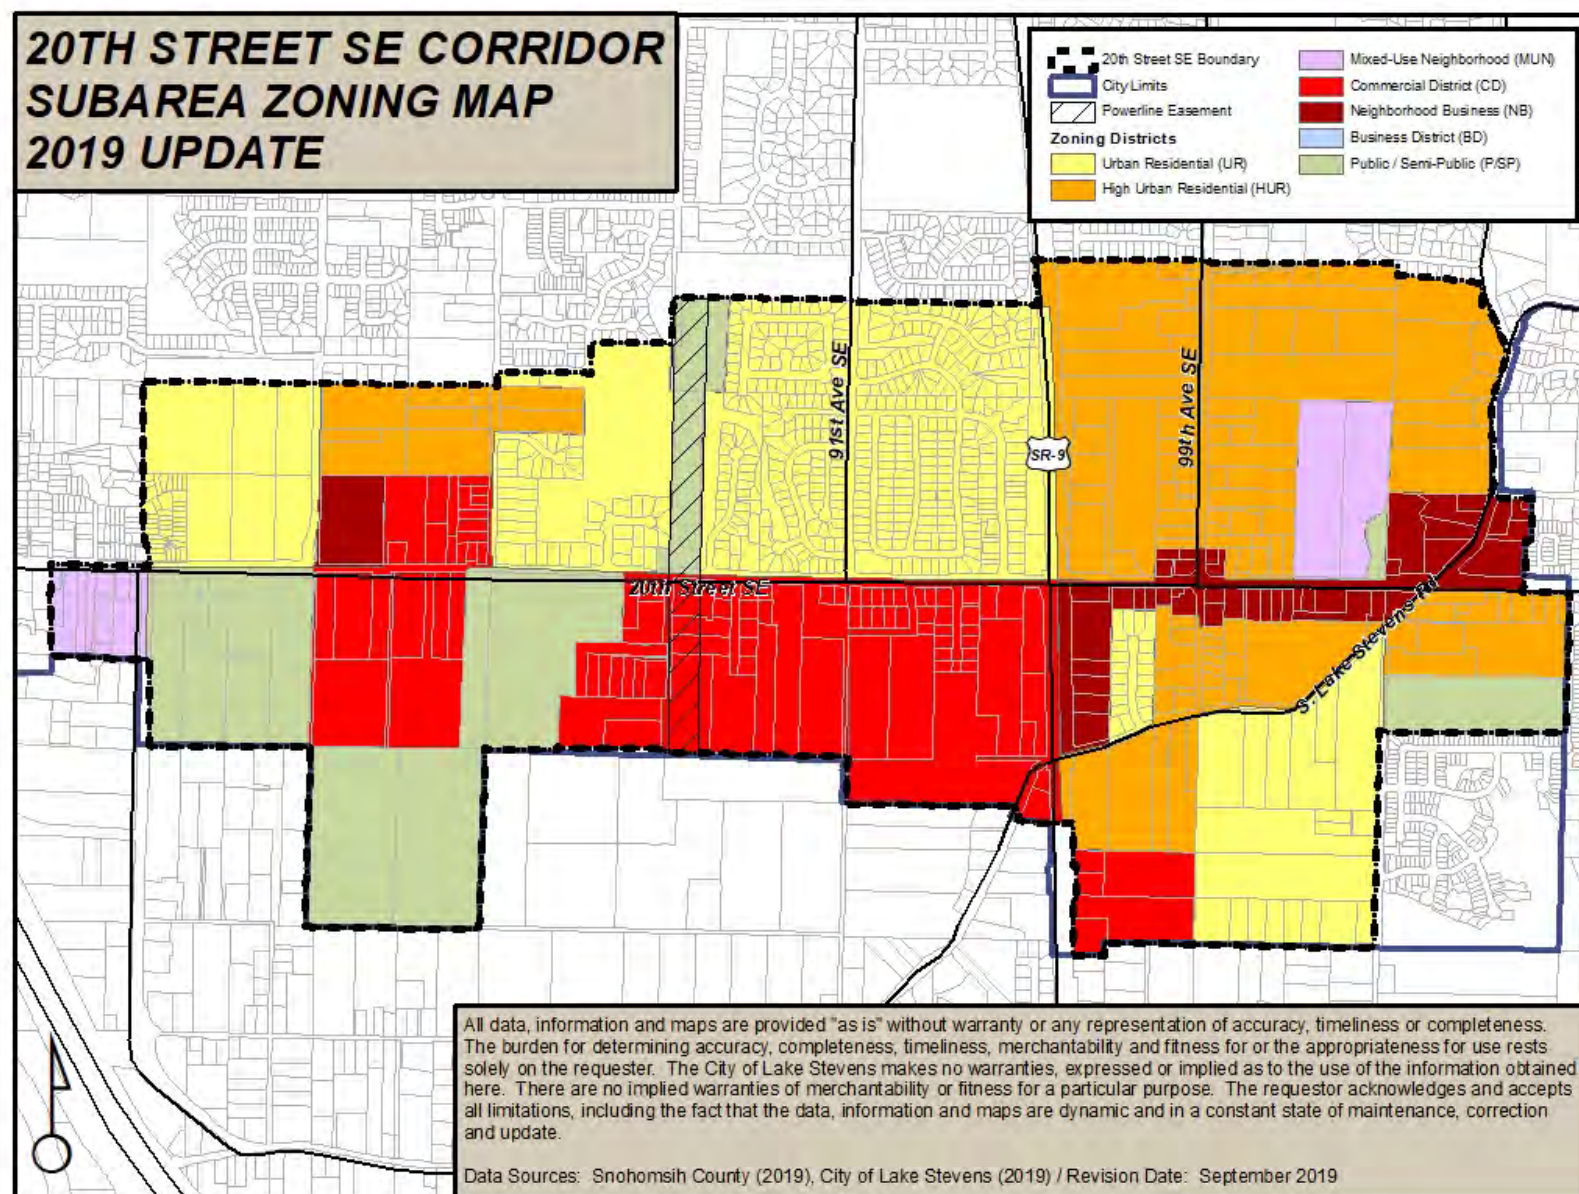 20TH STREET SE CORRIDOR
SUBAREA ZONING MAP
2019 UPDATE
20th Street SE Boundary
City Limits
Powerline Easement
Zoning Districts
Urban Residential (UR)
High Urban Residential (HUR)
Mixed-Use Neighborhood (MUN)
Commercial District (CD)
Neighborhood Business (NB)
Business District (BD)
Public / Semi-Public (P/SP)
91st Ave SE
SR-9
99th Ave SE
20th Street SE
S. Lake Stevens Rd
All data, information and maps are provided "as is" without warranty or any representation of accuracy, timeliness or completeness.
The burden for determining accuracy, completeness, timeliness, merchantability and fitness for or the appropriateness for use rests
solely on the requester. The City of Lake Stevens makes no warranties, expressed or implied as to the use of the information obtained
here. There are no implied warranties of merchantability or fitness for a particular purpose. The requestor acknowledges and accepts
all limitations, including the fact that the data, information and maps are dynamic and in a constant state of maintenance, correction
and update.
Data Sources: Snohomsih County (2019), City of Lake Stevens (2019) / Revision Date: September 2019